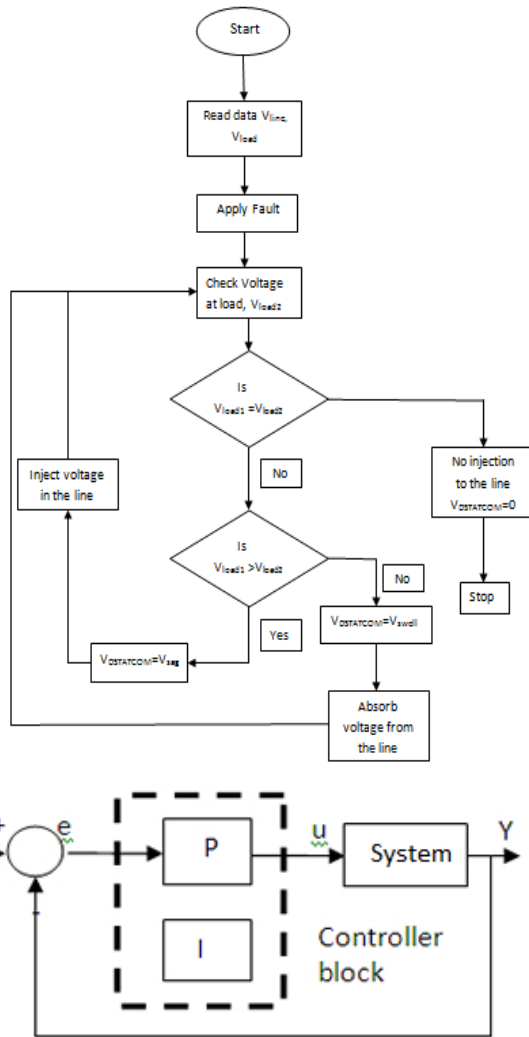 Start
Read data Vline,
Vload
Apply Fault
Check Voltage
at load, Vload2
Is
Vload1 =Vload2
No injection
to the line
VDSTATCOM=0
Inject voltage
in the line
No
Is
Vload1 >Vload2
No
Stop
Yes
VDSTATCOM=Vswell
VDSTATCOM=Vsag
Absorb
voltage from
the line
+
e
P
u
System
Y
-
I
Controller
block